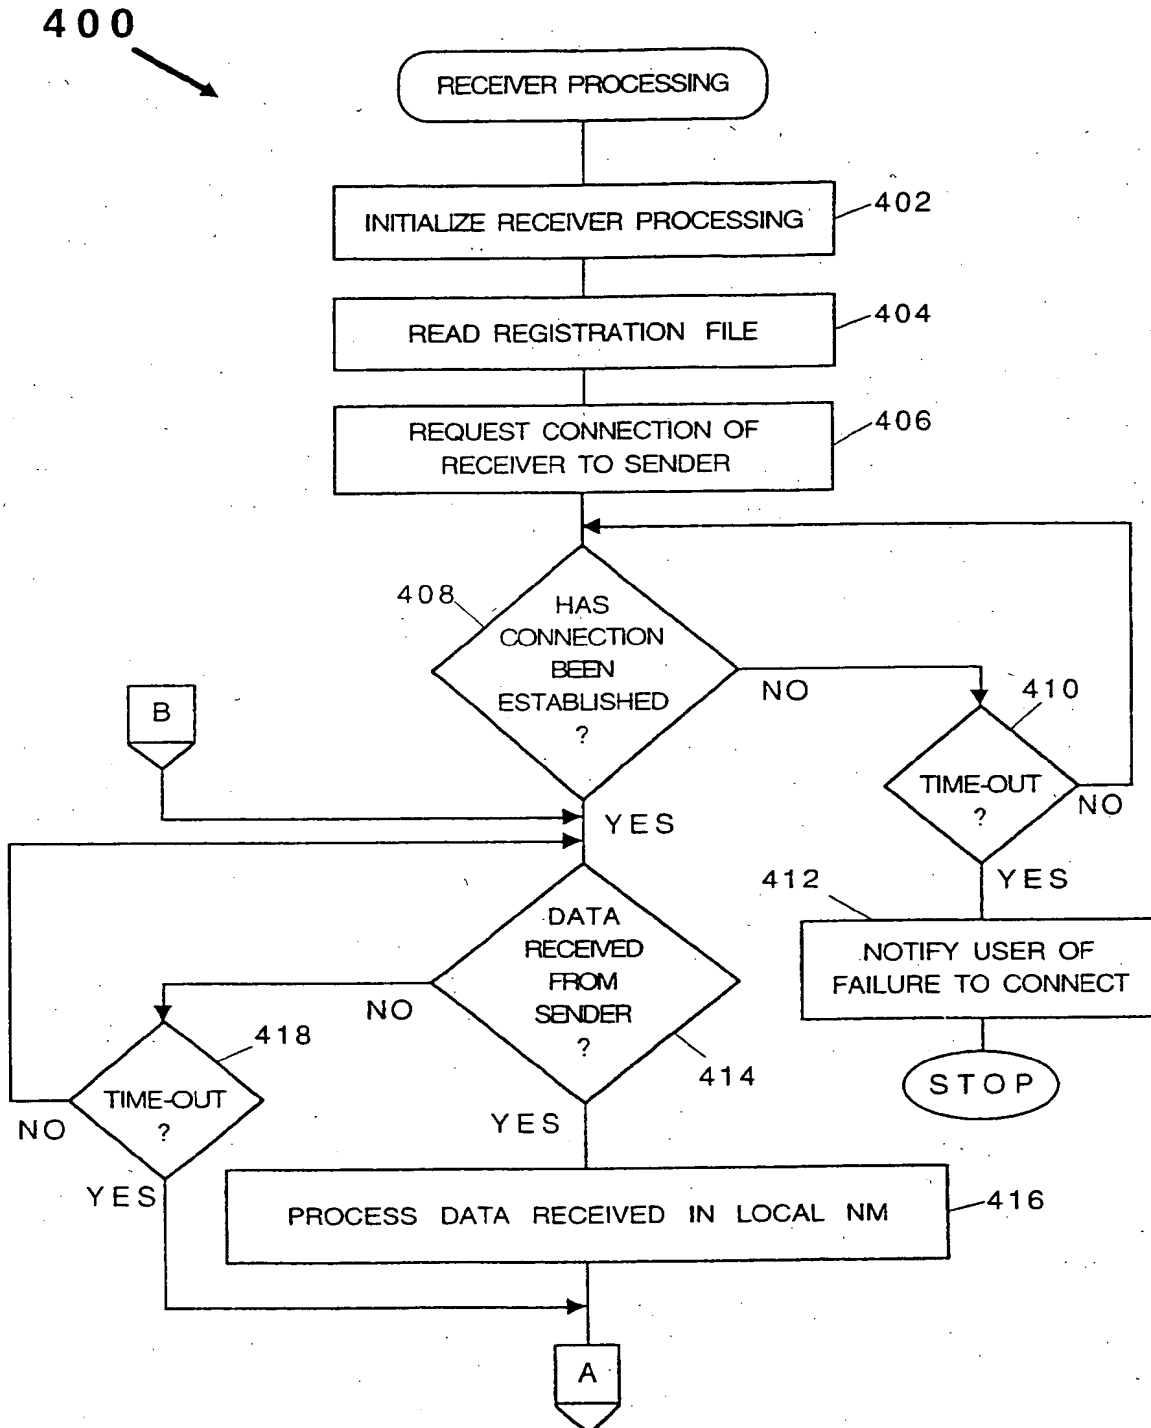 400
RECEIVER PROCESSING
INITIALIZE RECEIVER PROCESSING
402
READ REGISTRATION FILE
404
REQUEST CONNECTION OF
RECEIVER TO SENDER
406
408
HAS
CONNECTION
BEEN
ESTABLISHED
?
NO
410
B
TIME-OUT
?
NO
YES
YES
412
NOTIFY USER OF
FAILURE TO CONNECT
STOP
DATA
RECEIVED
FROM
SENDER
?
NO
414
418
TIME-OUT
?
NO
YES
YES
PROCESS DATA RECEIVED IN LOCAL NM
416
A